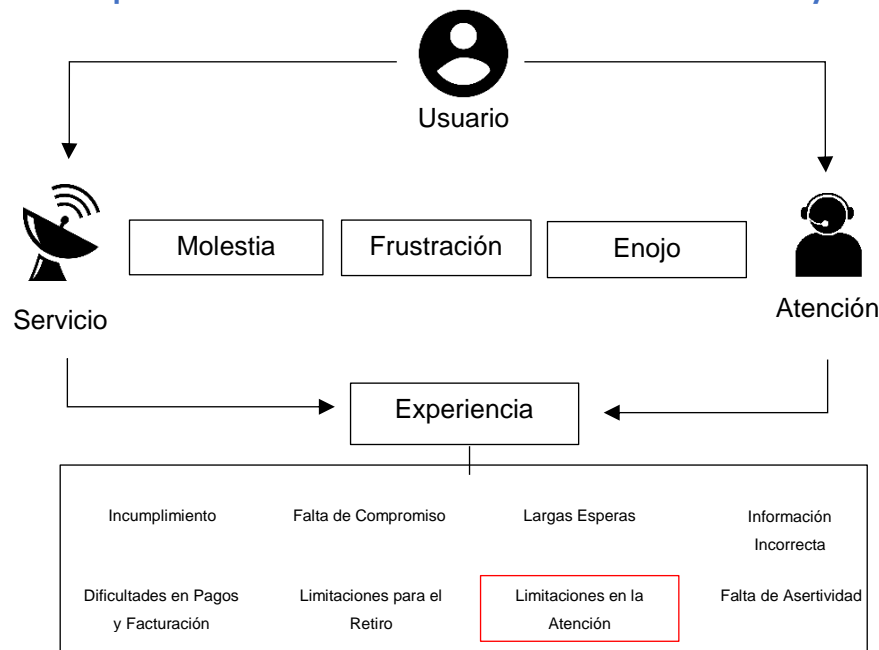 Usuario
Molestia
Frustración
Enojo
Servicio
Atención
Experiencia
Incumplimiento
Falta de Compromiso
Largas Esperas
Información
Incorrecta
Dificultades en Pagos
y Facturación
Limitaciones para el
Retiro
Limitaciones en la
Atención
Falta de Asertividad